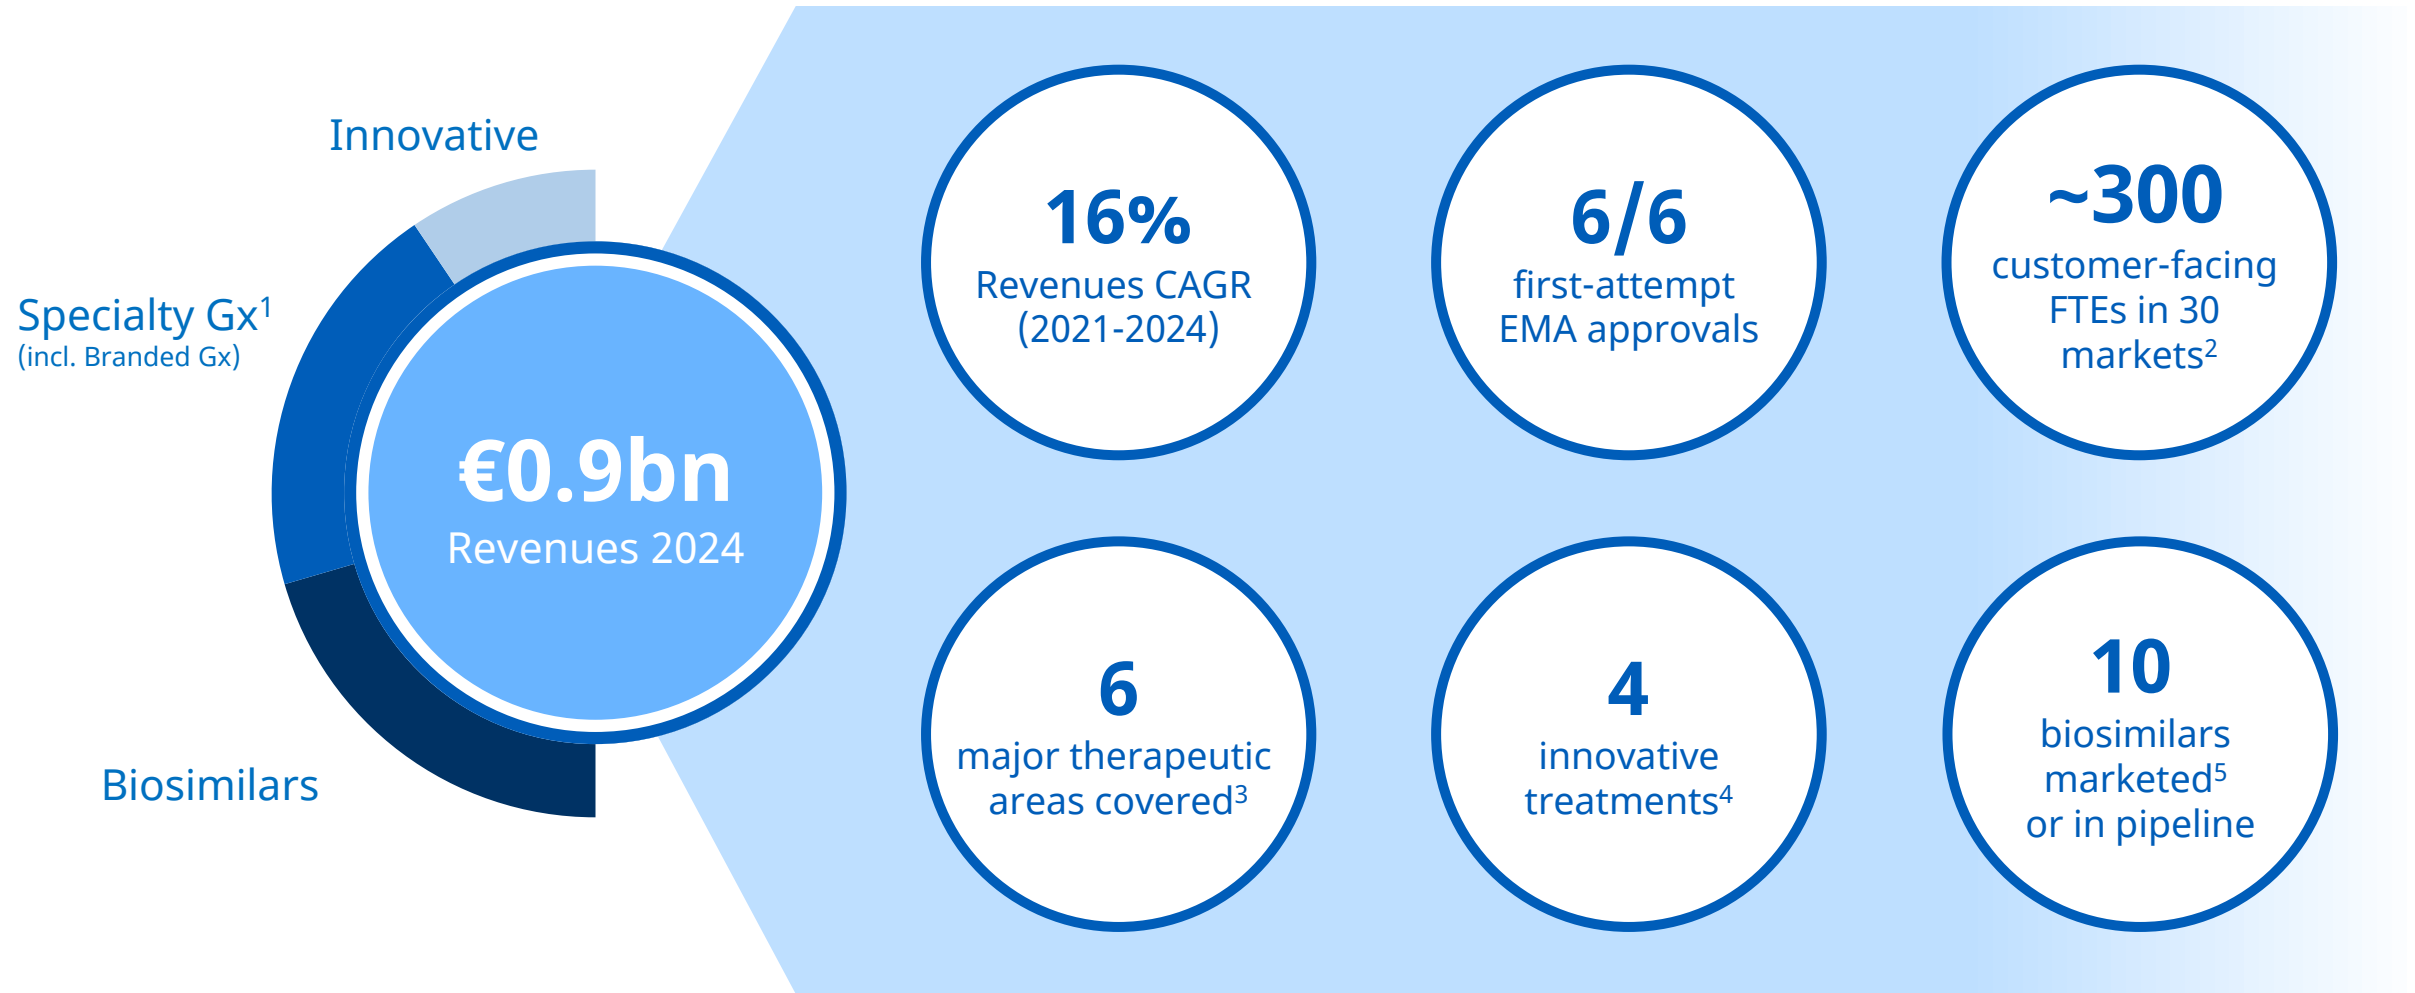 Innovative
Specialty Gx¹
(incl. Branded Gx)
Biosimilars
€0.9bn
Revenues 2024
16%
Revenues CAGR
(2021-2024)
6/6
first-attempt
EMA approvals
~300
customer-facing
FTEs in 30
markets²
6
major therapeutic
areas covered³
4
innovative
treatments⁴
10
biosimilars
marketed⁵
or in pipeline